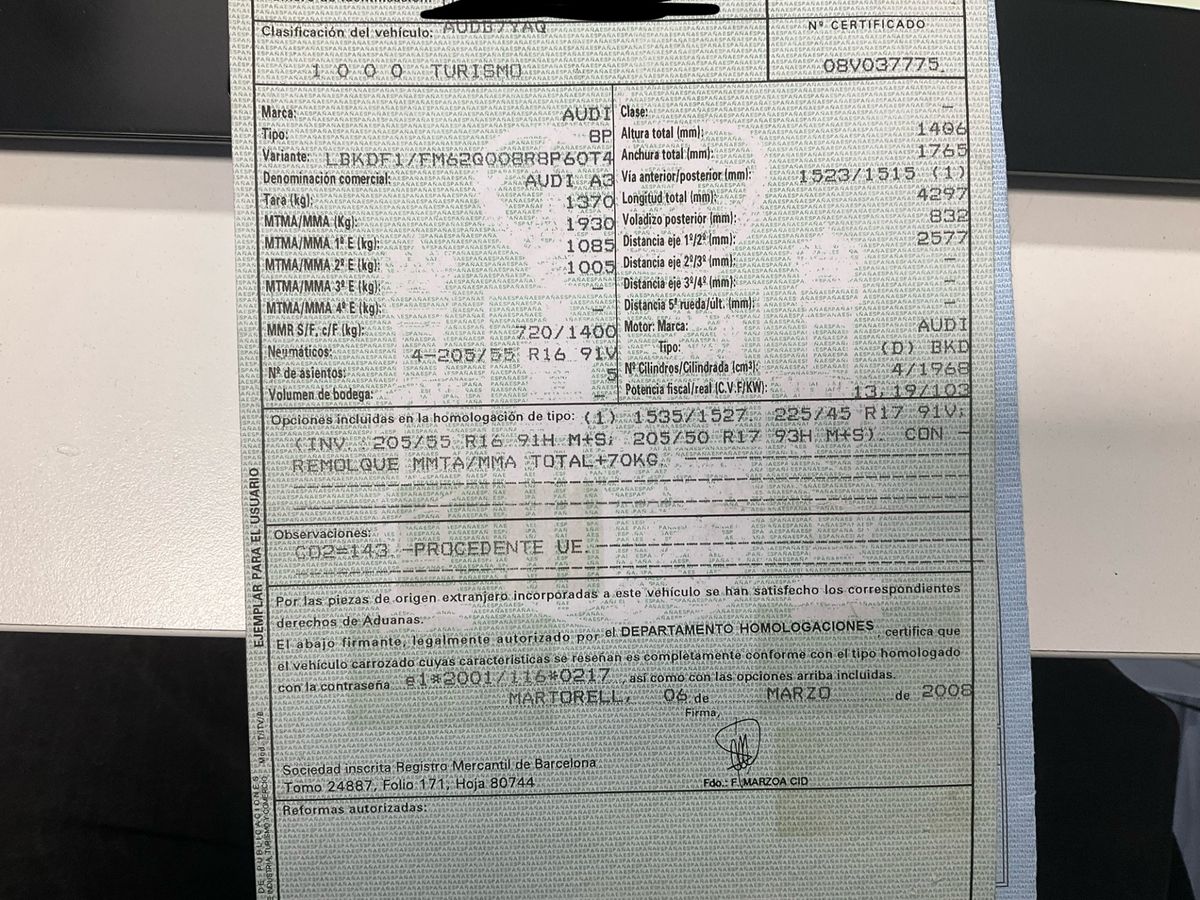 Clasificación del vehículo: AUDB7YAQ
Nº CERTIFICADO
1000 TURISMO
08V037775
Marca: AUDI
Tipo: 8P
Variante: LBKDF1/FM62Q008R8P60T4
Denominación comercial: AUDI A3
Tara (kg): 1370
MTMA/MMA (Kg): 1930
MTMA/MMA 1º E (kg): 1085
MTMA/MMA 2º E (kg): 1005
MTMA/MMA 3º E (kg): —
MTMA/MMA 4º E (kg): —
MMR S/F, c/F (kg): 720/1400
Neumáticos: 4-205/55 R16 91V
Nº de asientos: 5
Volumen de bodega: —
Clase: —
Altura total (mm): 1406
Anchura total (mm): 1765
Vía anterior/posterior (mm): 1523/1515 (1)
Longitud total (mm): 4297
Voladizo posterior (mm): 832
Distancia eje 1º/2º (mm): 2577
Distancia eje 2º/3º (mm): —
Distancia eje 3º/4º (mm): —
Distancia 5ª rueda/últ. (mm): —
Motor: Marca: AUDI
Tipo: (D) BKD
Nº Cilindros/Cilindrada (cm³): 4/1968
Potencia fiscal/real (C.V.F/KW): 13,19/103
Opciones incluidas en la homologación de tipo: (1) 1535/1527 225/45 R17 91V;
(INV. 205/55 R16 91H M+S; 205/50 R17 93H M+S). CON -
REMOLQUE MMTA/MMA TOTAL+70KG.
Observaciones:
CO2=143 -PROCEDENTE UE.
Por las piezas de origen extranjero incorporadas a este vehículo se han satisfecho los correspondientes
derechos de Aduanas.
El abajo firmante, legalmente autorizado por el DEPARTAMENTO HOMOLOGACIONES, certifica que
el vehículo carrozado cuyas características se reseñan es completamente conforme con el tipo homologado
con la contraseña e1*2001/116*0217, así como con las opciones arriba incluidas.
MARTORELL, 06 de MARZO de 2008
Firma,
Sociedad inscrita Registro Mercantil de Barcelona
Tomo 24887, Folio 171, Hoja 80744
Fdo.: F. MARZOA CID
Reformas autorizadas:
EJEMPLAR PARA EL USUARIO
DE PUBLICACIONES
INDUSTRIA, TURISMO Y COMERCIO